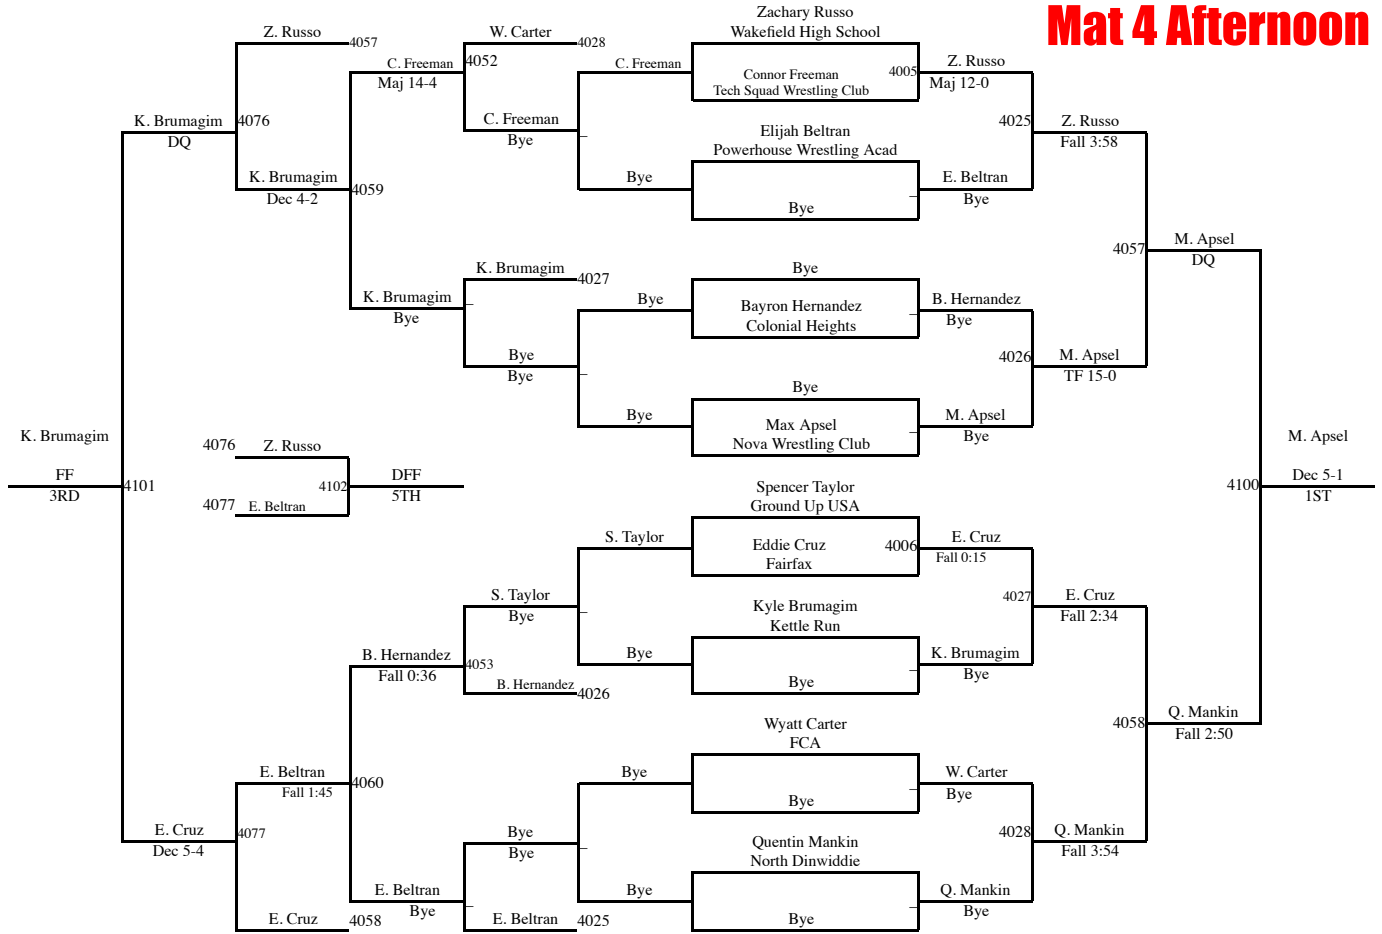 Mat 4 Afternoon
Zachary Russo
Wakefield High School
Z. Russo
4057
W. Carter
4028
C. Freeman
4052
Maj 14-4
C. Freeman
Connor Freeman
Tech Squad Wrestling Club
4005
Z. Russo
Maj 12-0
K. Brumagim
DQ
4076
C. Freeman
Bye
Elijah Beltran
Powerhouse Wrestling Acad
4025
Z. Russo
Fall 3:58
K. Brumagim
Dec 4-2
4059
Bye
Bye
E. Beltran
Bye
4057
M. Apsel
DQ
K. Brumagim
4027
Bye
K. Brumagim
Bye
Bye
Bayron Hernandez
Colonial Heights
B. Hernandez
Bye
Bye
Bye
4026
M. Apsel
TF 15-0
Bye
Bye
Max Apsel
Nova Wrestling Club
M. Apsel
Bye
K. Brumagim
FF
3RD
4101
4076
Z. Russo
4077
E. Beltran
4102
DFF
5TH
4100
M. Apsel
Dec 5-1
1ST
Spencer Taylor
Ground Up USA
S. Taylor
Eddie Cruz
Fairfax
4006
E. Cruz
Fall 0:15
S. Taylor
Bye
Kyle Brumagim
Kettle Run
4027
E. Cruz
Fall 2:34
B. Hernandez
Fall 0:36
4053
B. Hernandez
4026
Bye
Bye
K. Brumagim
Bye
4058
Q. Mankin
Fall 2:50
Wyatt Carter
FCA
E. Beltran
Fall 1:45
4060
Bye
Bye
W. Carter
Bye
E. Cruz
Dec 5-4
4077
Bye
Bye
Quentin Mankin
North Dinwiddie
4028
Q. Mankin
Fall 3:54
E. Beltran
Bye
Bye
Q. Mankin
Bye
E. Cruz
4058
E. Beltran
4025
Bye